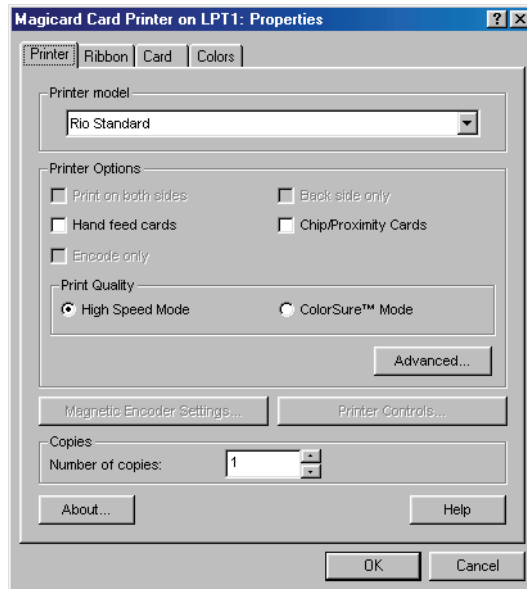 Magicard Card Printer on LPT1: Properties
Printer Ribbon Card Colors
Printer model
Rio Standard
Printer Options
Print on both sides Back side only
Hand feed cards Chip/Proximity Cards
Encode only
Print Quality
High Speed Mode ColorSure™ Mode
Advanced...
Magnetic Encoder Settings... Printer Controls...
Copies
Number of copies: 1
About... Help
OK Cancel